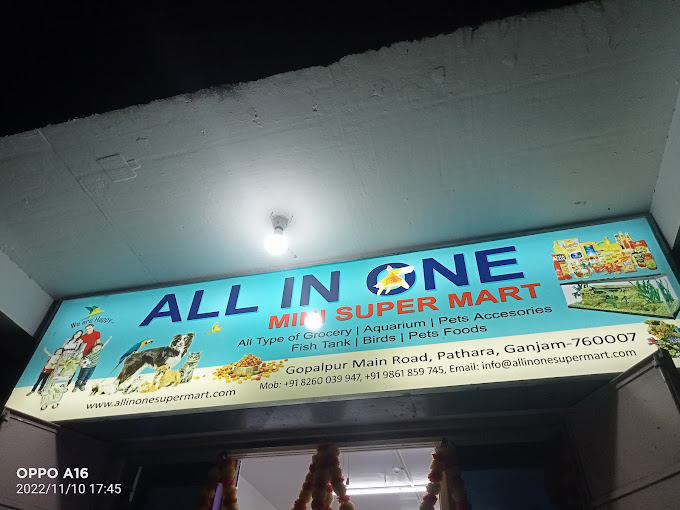 ALL IN ONE
MINI SUPER MART
All Type of Grocery | Aquarium | Pets Accesories
Fish Tank | Birds | Pets Foods
Gopalpur Main Road, Pathara, Ganjam-760007
Mob: +91 8260 039 947, +91 9861 859 745, Email: info@allinonesupermart.com
We are Happy...
www.allinonesupermart.com
OPPO A16
2022/11/10 17:45